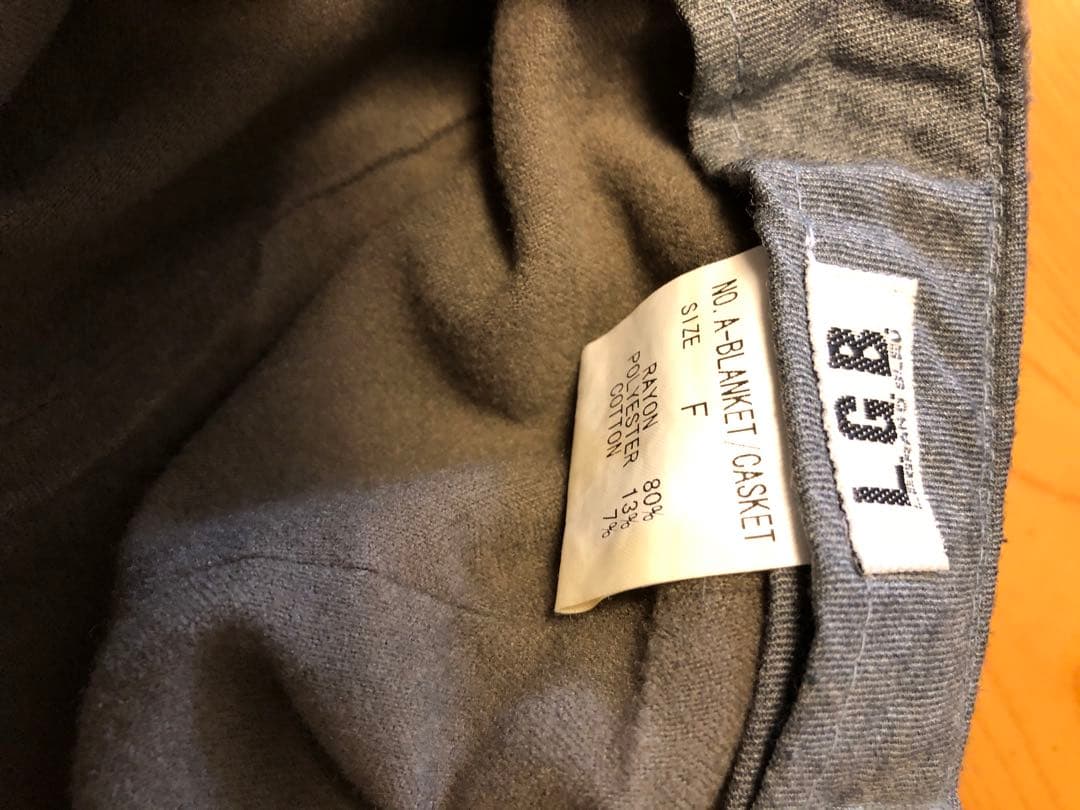 NO. A-BLANKET/CASKET
SIZE F
RAYON 80%
POLYESTER 13%
COTTON 7%
L.G.B